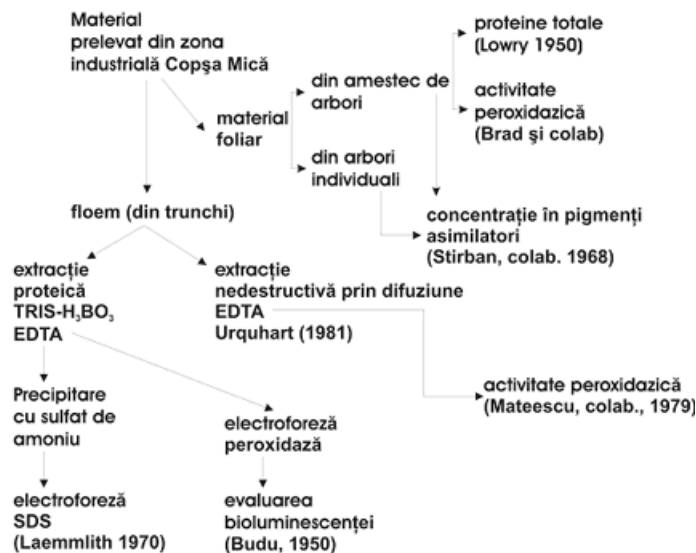 Material
prelevat din zona
industrială Copşa Mică
material
foliar
din amestec de
arbori
din arbori
individuali
proteine totale
(Lowry 1950)
activitate
peroxidazică
(Brad şi colab)
concentraţie în pigmenţi
asimilatori
(Stirban, colab. 1968)
floem (din trunchi)
extracţie
proteică
TRIS-H₃BO₃
EDTA
extracţie
nedestructivă prin difuziune
EDTA
Urquhart (1981)
activitate peroxidazică
(Mateescu, colab., 1979)
Precipitare
cu sulfat de
amoniu
electroforeză
peroxidază
electroforeză
SDS
(Laemmlith 1970)
evaluarea
bioluminescenţei
(Budu, 1950)